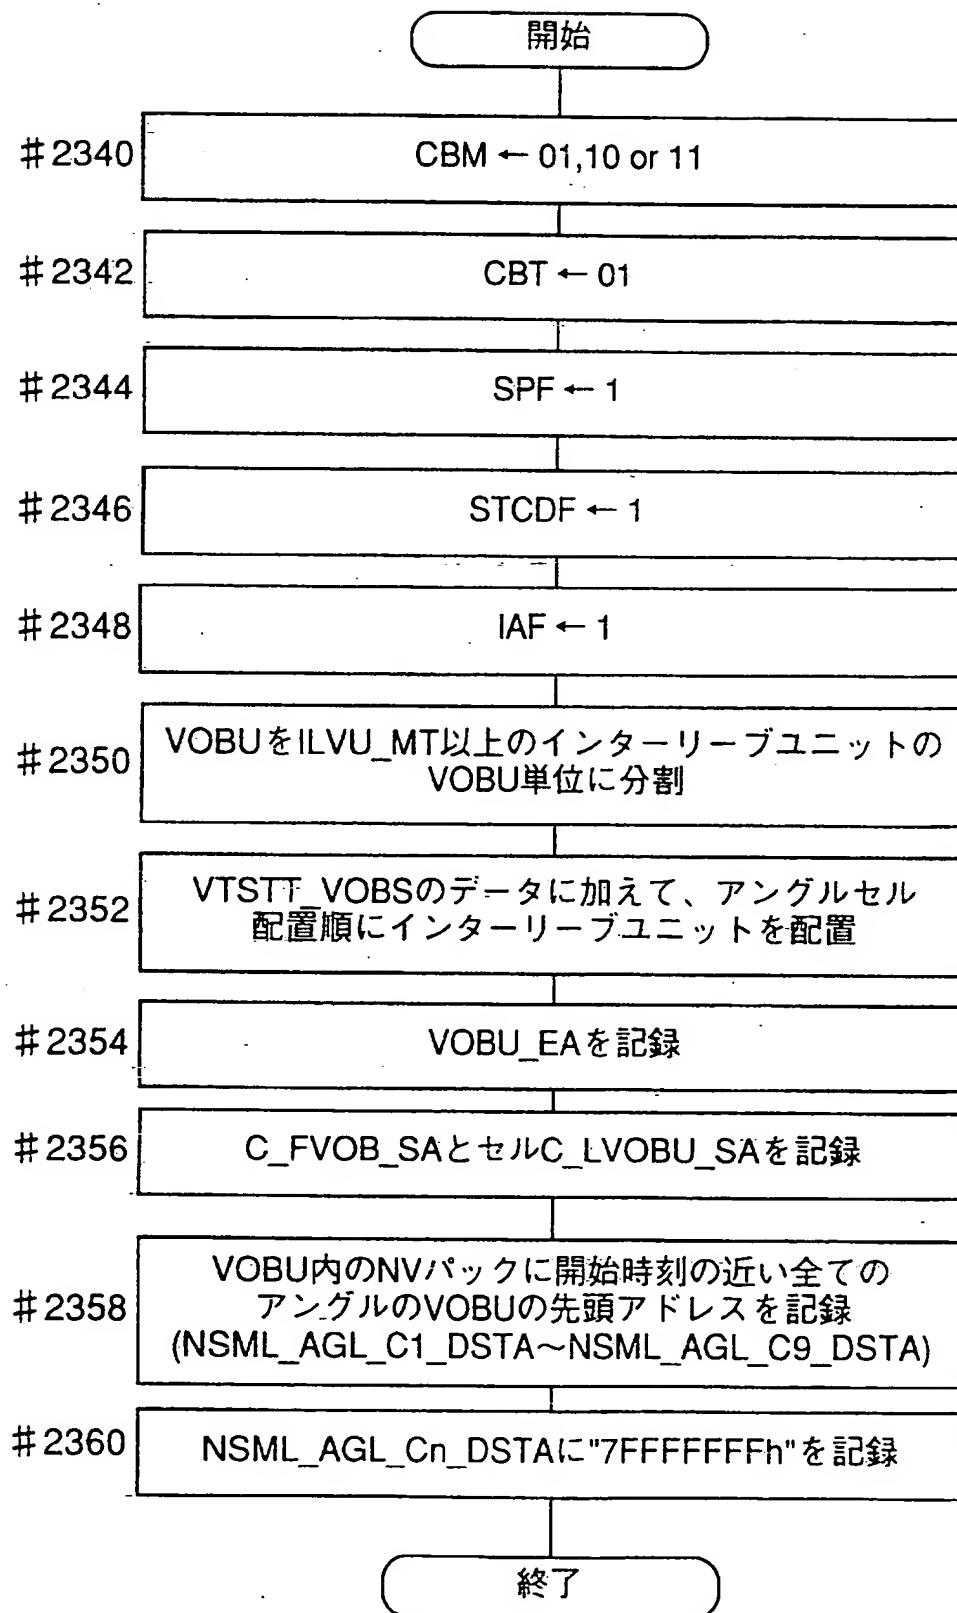 開始
#2340
CBM ← 01,10 or 11
#2342
CBT ← 01
#2344
SPF ← 1
#2346
STCDF ← 1
#2348
IAF ← 1
#2350
VOBUをILVU_MT以上のインターリーブユニットの
VOBU単位に分割
#2352
VTSTT_VOBSのデータに加えて、アングルセル
配置順にインターリーブユニットを配置
#2354
VOBU_EAを記録
#2356
C_FVOB_SAとセルC_LVOBU_SAを記録
#2358
VOBU内のNVパックに開始時刻の近い全ての
アングルのVOBUの先頭アドレスを記録
(NSML_AGL_C1_DSTA〜NSML_AGL_C9_DSTA)
#2360
NSML_AGL_Cn_DSTAに"7FFFFFFFh"を記録
終了